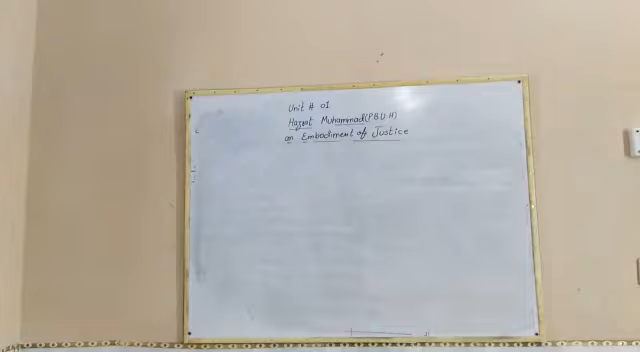 Unit # 01
Hazrat Muhammad (P.B.U.H)
an Embodiment of Justice